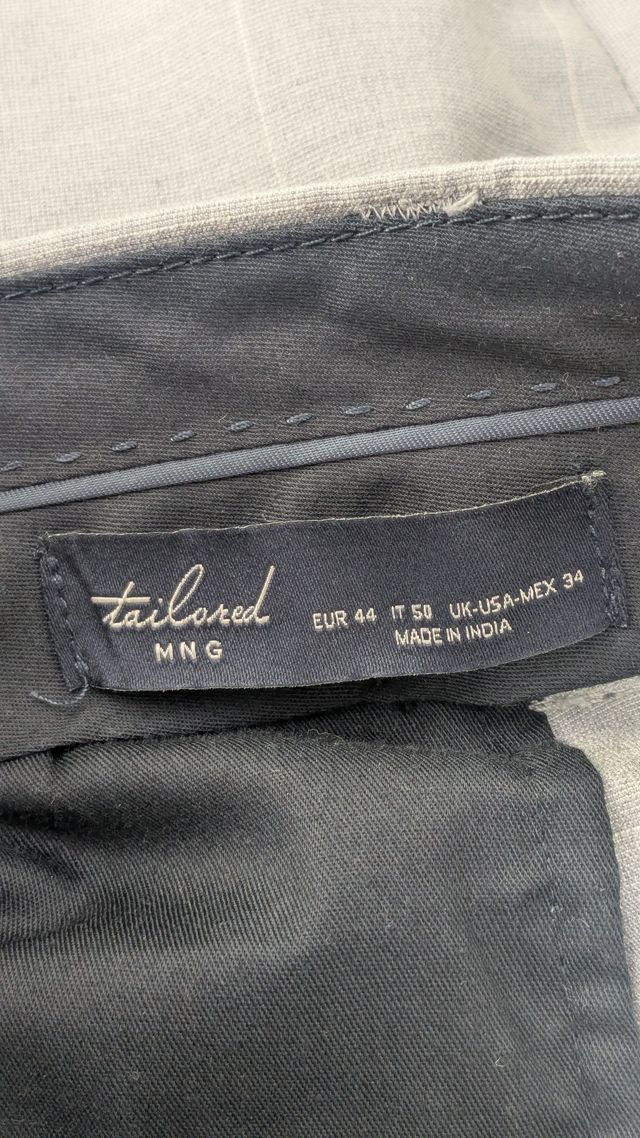 tailored
MNG
EUR 44 IT 50 UK-USA-MEX 34
MADE IN INDIA